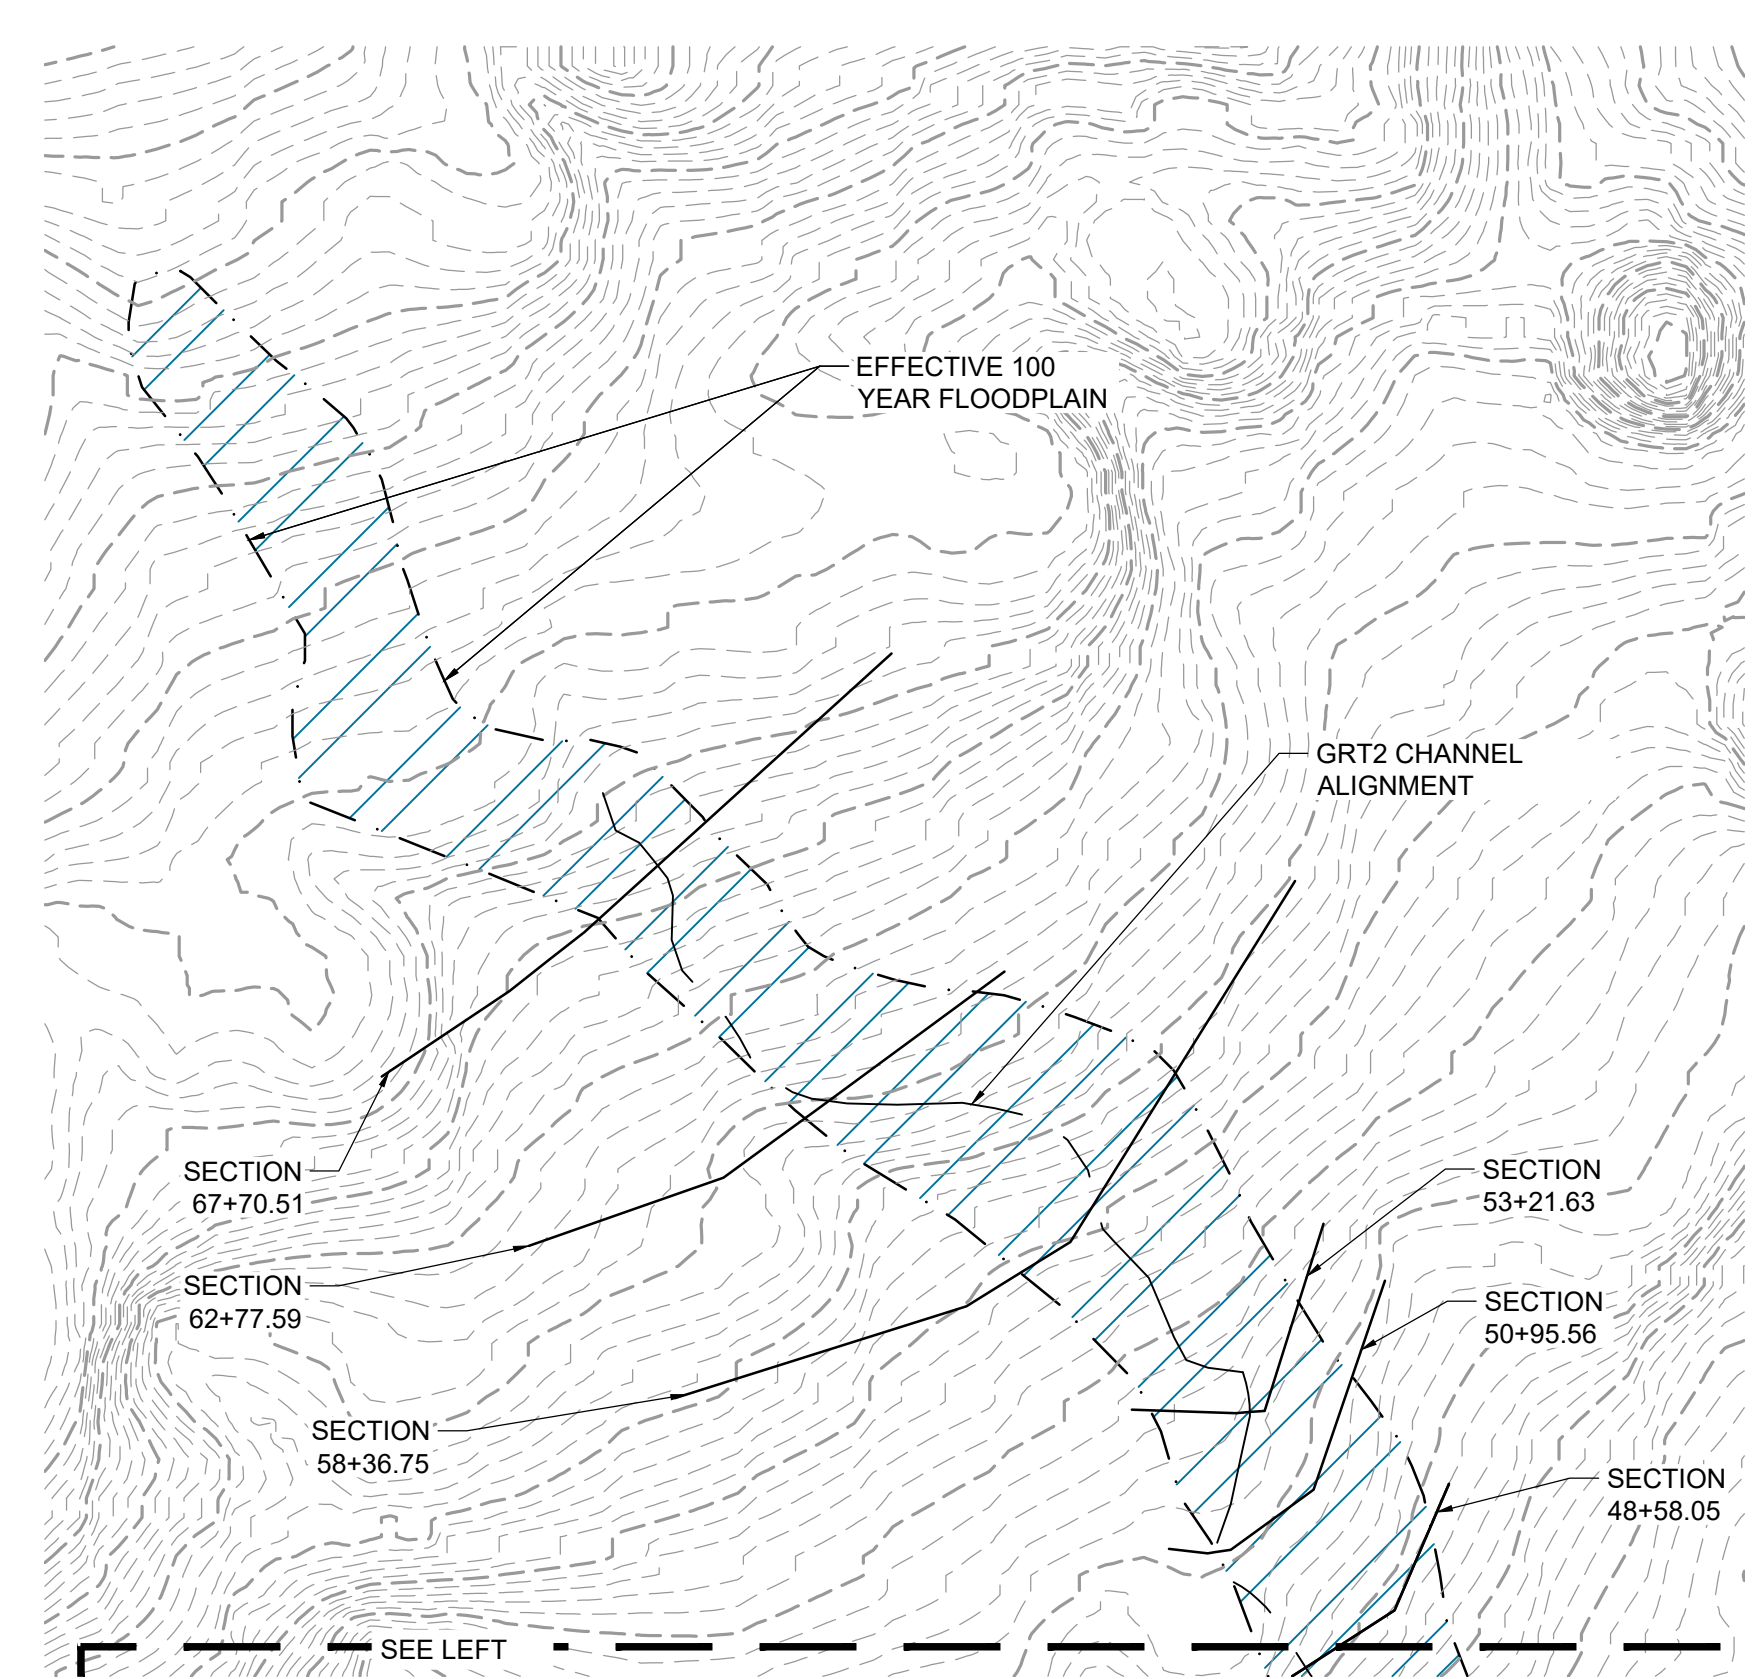 EFFECTIVE 100
YEAR FLOODPLAIN
GRT2 CHANNEL
ALIGNMENT
SECTION
67+70.51
SECTION
53+21.63
SECTION
62+77.59
SECTION
50+95.56
SECTION
58+36.75
SECTION
48+58.05
SEE LEFT